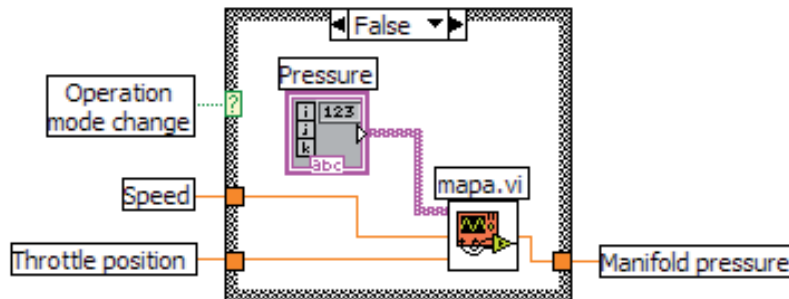 False
Pressure
Operation
mode change
?
i
j
k
123
abc
mapa.vi
Speed
Throttle position
Manifold pressure